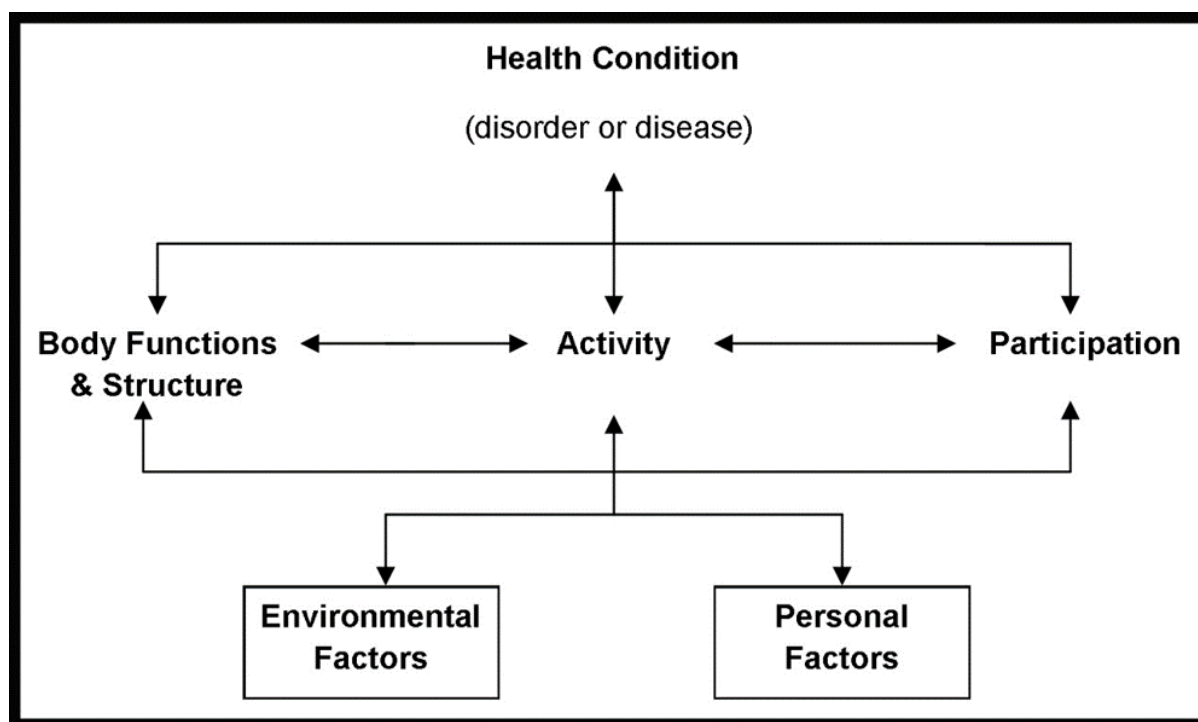 Health Condition
(disorder or disease)
Body Functions
& Structure
Activity
Participation
Environmental
Factors
Personal
Factors